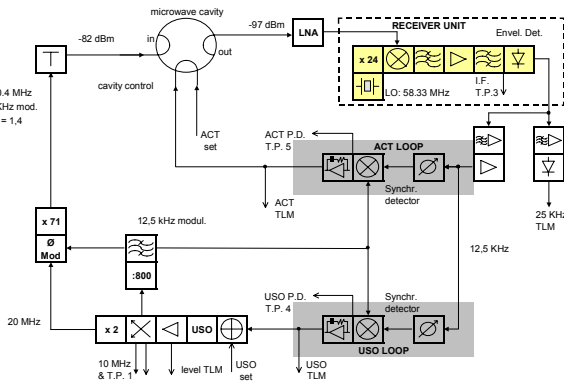 microwave cavity
-82 dBm
in
out
-97 dBm
LNA
RECEIVER UNIT
Envel. Det.
x 24
LO: 58.33 MHz
I.F.
T.P.3
cavity control
0.4 MHz
KHz mod.
= 1,4
ACT
set
ACT P.D.
T.P. 5
ACT LOOP
Synchr.
detector
ACT
TLM
25 KHz
TLM
x 71
Ø
Mod
12,5 kHz modul.
:800
12,5 KHz
20 MHz
x 2
USO
USO P.D.
T.P. 4
Synchr.
detector
USO LOOP
10 MHz
& T.P. 1
level TLM
USO
set
USO
TLM